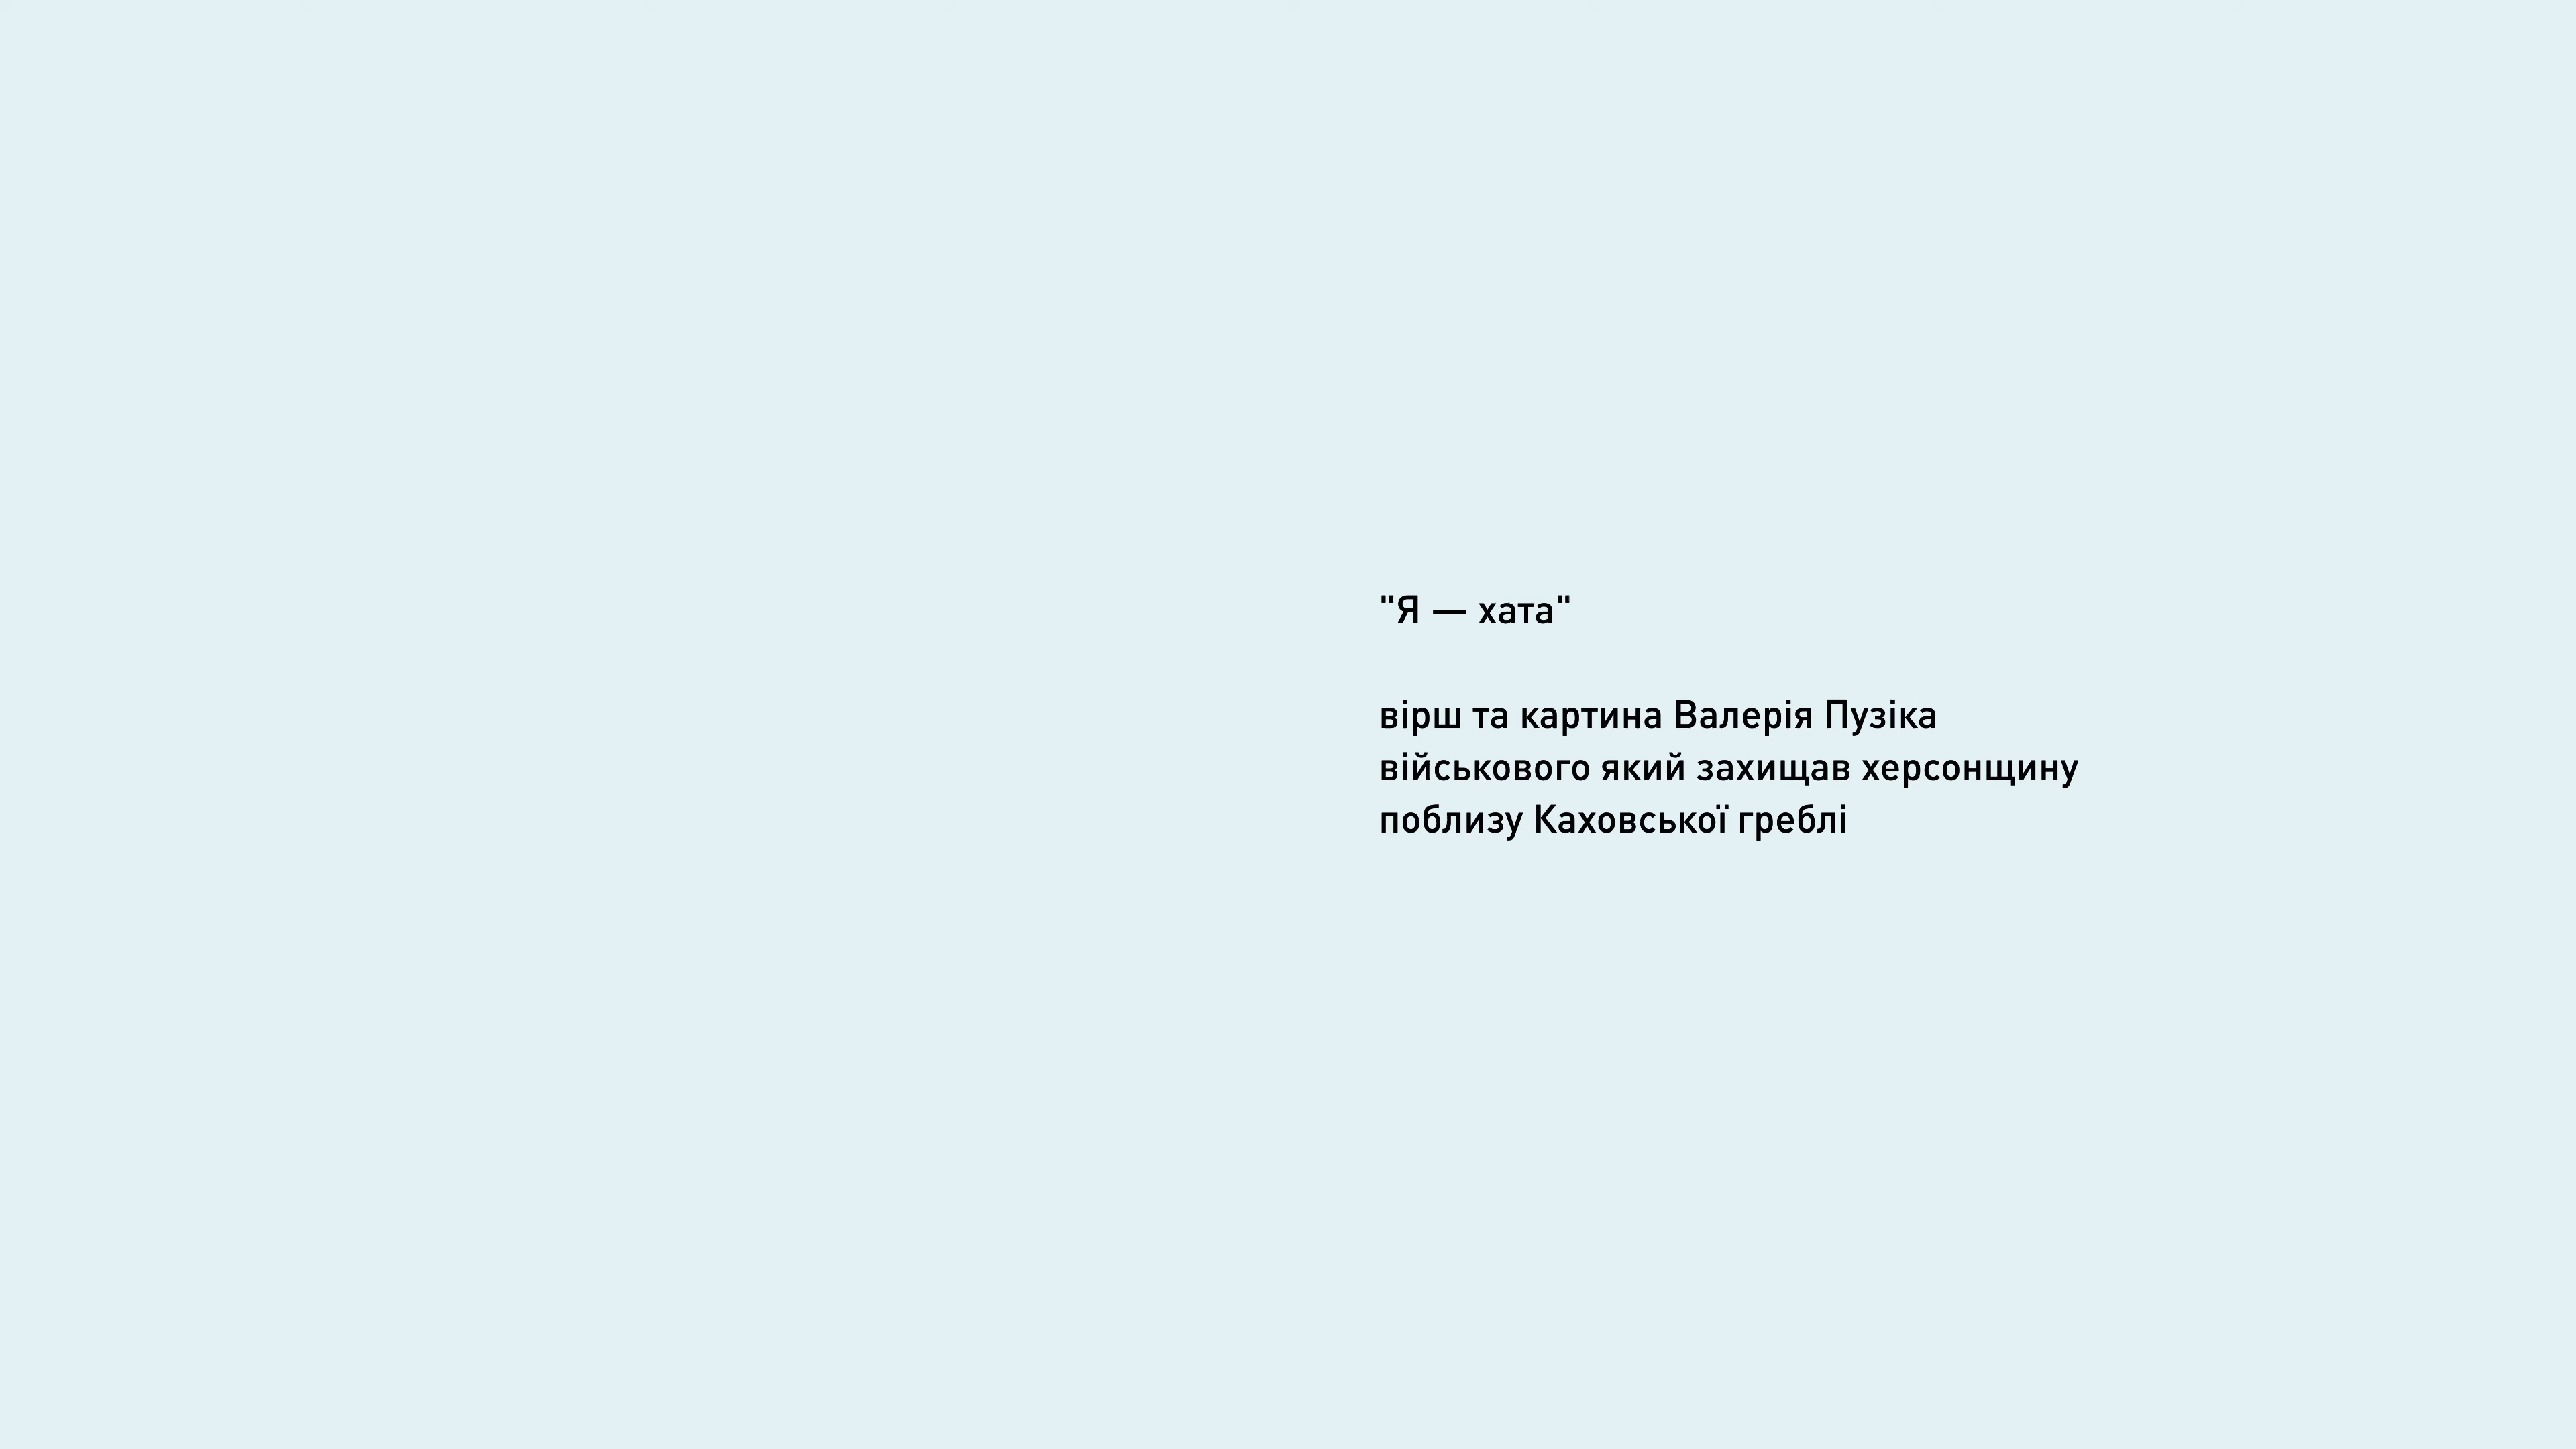 "Я — хата"
вірш та картина Валерія Пузіка
військового який захищав херсонщину
поблизу Каховської греблі